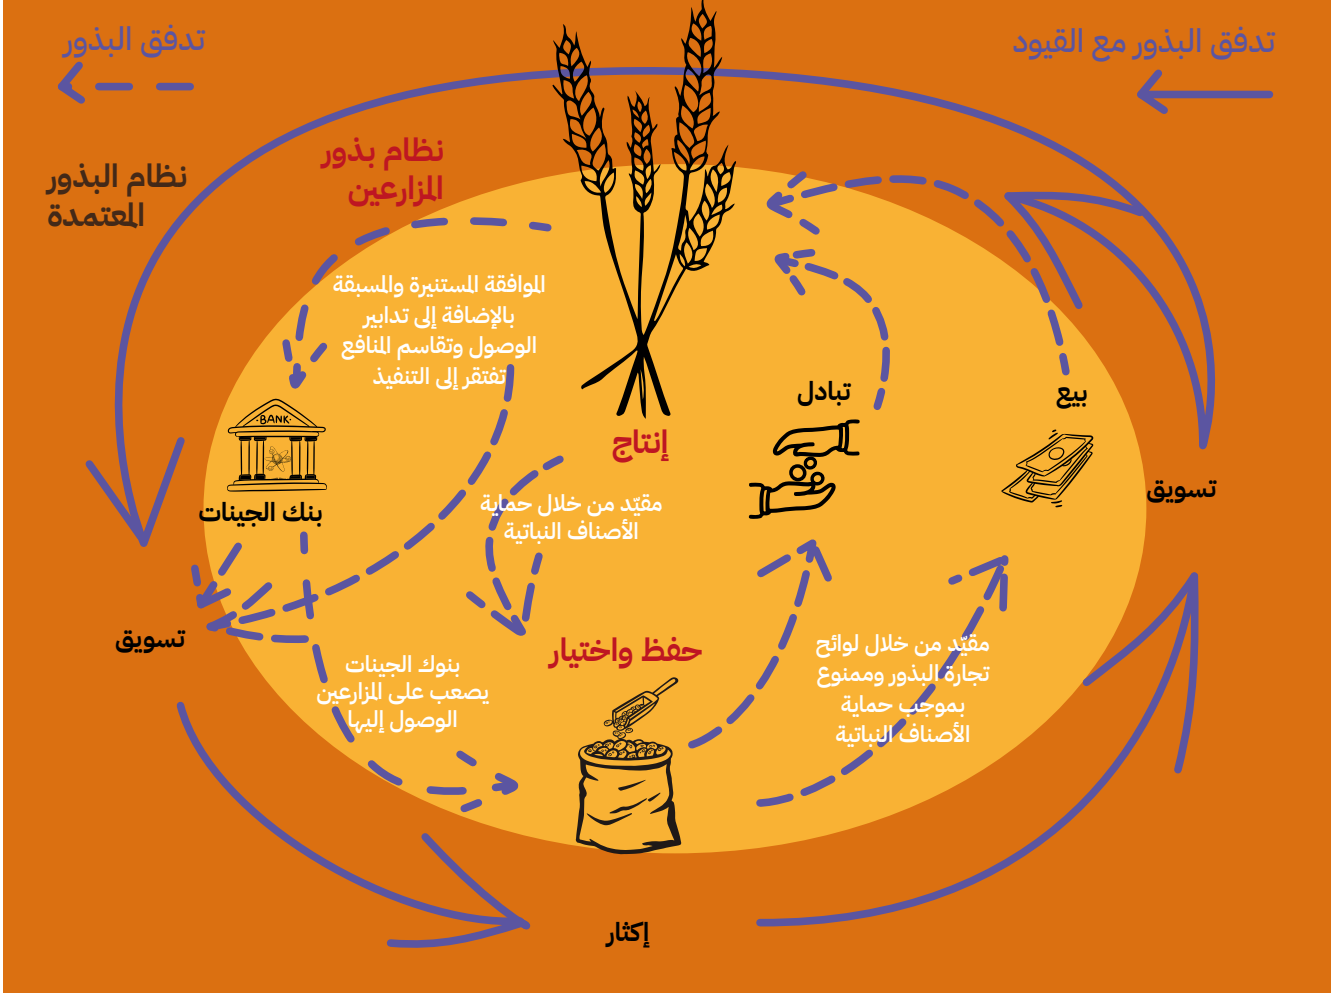 تدفق البذور مع القيود
تدفق البذور
نظام البذور
المعتمدة
نظام بذور
المزارعين
الموافقة المستنيرة والمسبقة
بالإضافة إلى تدابير
الوصول وتقاسم المنافع
تفتقر إلى التنفيذ
بيع
تبادل
إنتاج
BANK
بنك الجينات
تسويق
مقيّد من خلال حماية
الأصناف النباتية
تسويق
حفظ واختيار
مقيّد من خلال لوائح
تجارة البذور وممنوع
بموجب حماية
الأصناف النباتية
بنوك الجينات
يصعب على المزارعين
الوصول إليها
إكثار